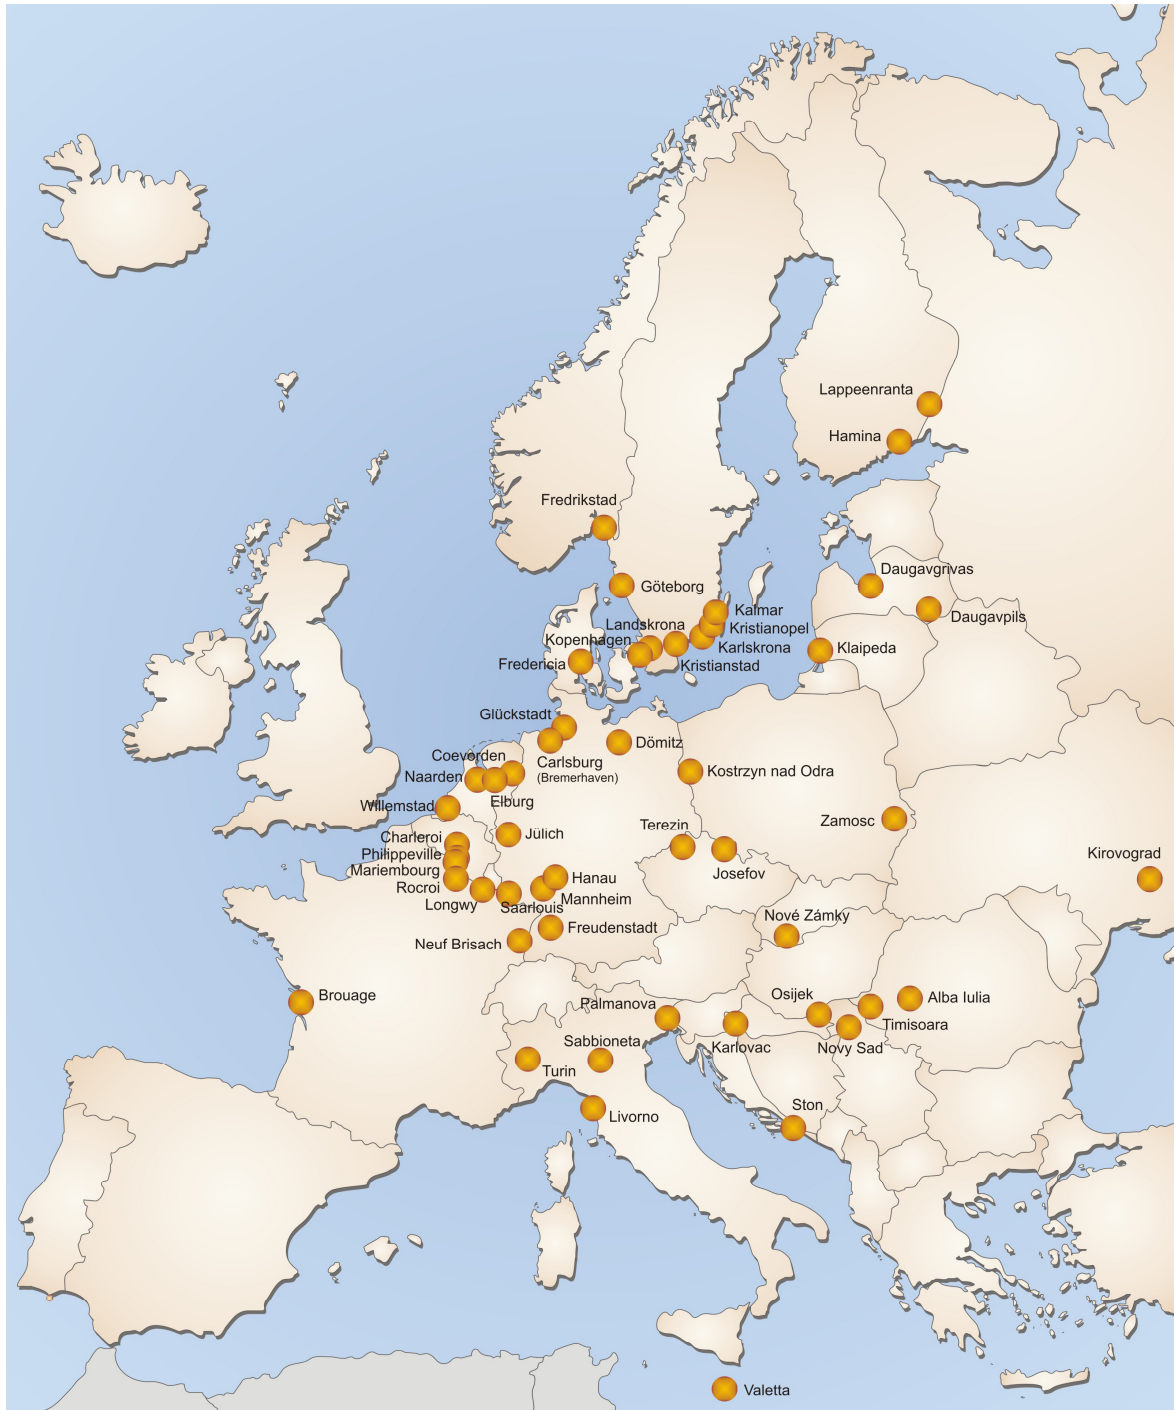 Lappeenranta
Hamina
Fredrikstad
Daugavgrivas
Göteborg
Kalmar
Daugavpils
Landskrona
Kristianopel
Kopenhagen
Karlskrona
Klaipeda
Fredericia
Kristianstad
Glückstadt
Dömitz
Coevorden
Carlsburg
(Bremerhaven)
Naarden
Kostrzyn nad Odra
Elburg
Willemstad
Zamosc
Terezin
Jülich
Charleroi
Philippeville
Kirovograd
Mariembourg
Josefov
Hanau
Rocroi
Mannheim
Longwy
Saarlouis
Nové Zámky
Freudenstadt
Neuf Brisach
Brouage
Osijek
Alba Iulia
Palmanova
Timisoara
Sabbioneta
Karlovac
Novy Sad
Turin
Ston
Livorno
Valetta